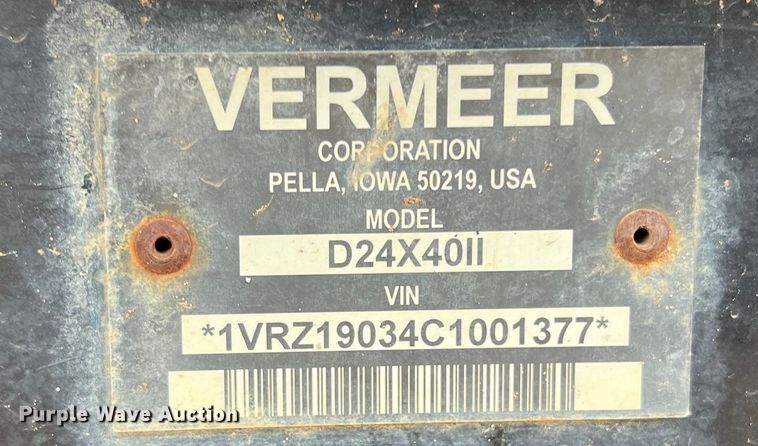 VERMEER
CORPORATION
PELLA, IOWA 50219, USA
MODEL
D24X40II
VIN
*1VRZ19034C1001377*
Purple Wave Auction